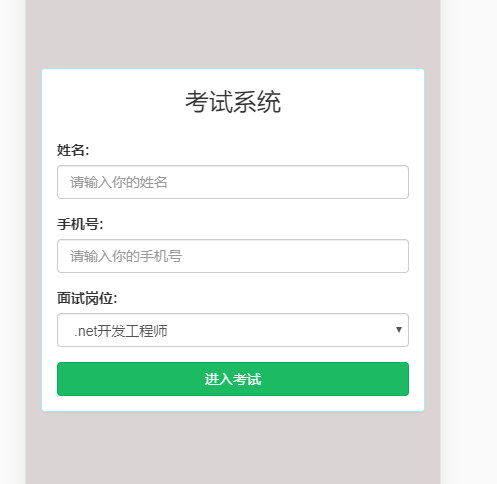 考试系统
姓名:
请输入你的姓名
手机号:
请输入你的手机号
面试岗位:
.net开发工程师
进入考试